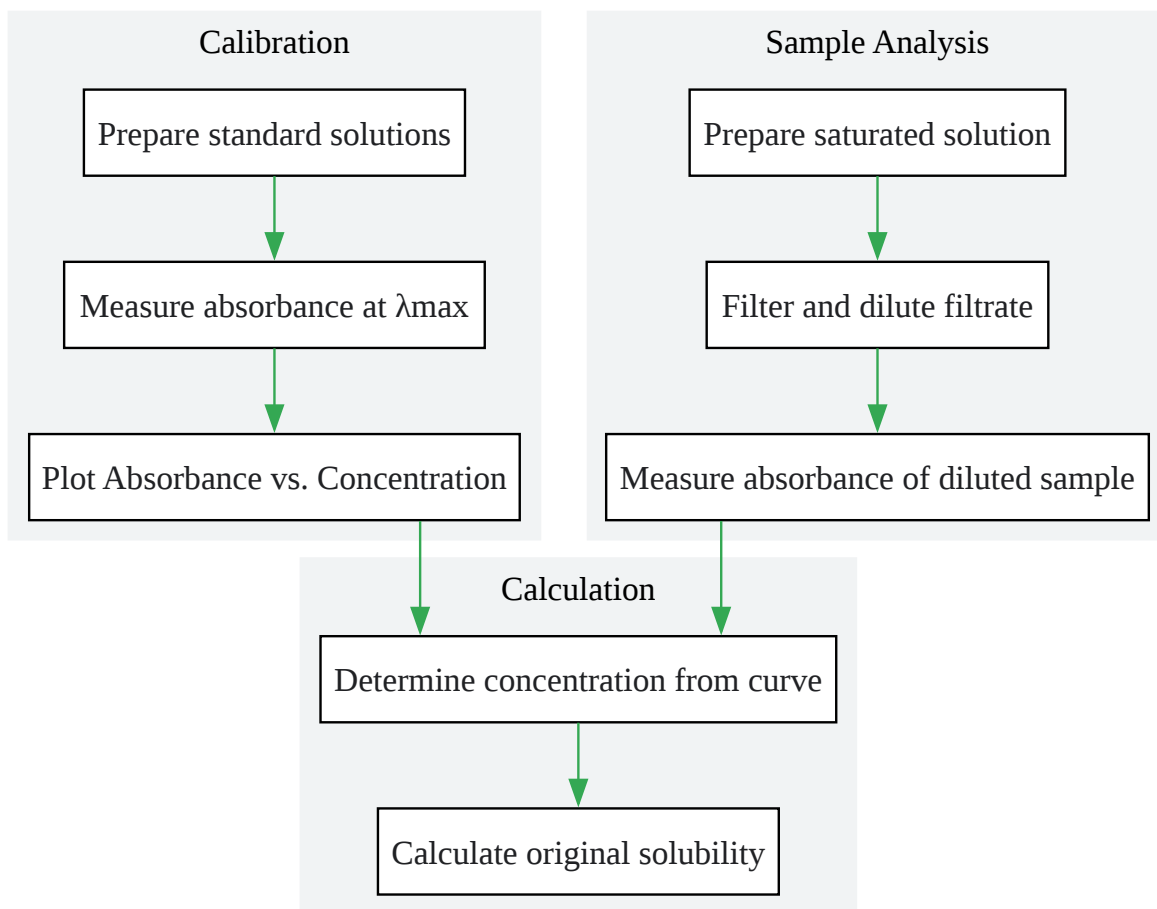 Calibration
Prepare standard solutions
Measure absorbance at λmax
Plot Absorbance vs. Concentration
Sample Analysis
Prepare saturated solution
Filter and dilute filtrate
Measure absorbance of diluted sample
Calculation
Determine concentration from curve
Calculate original solubility